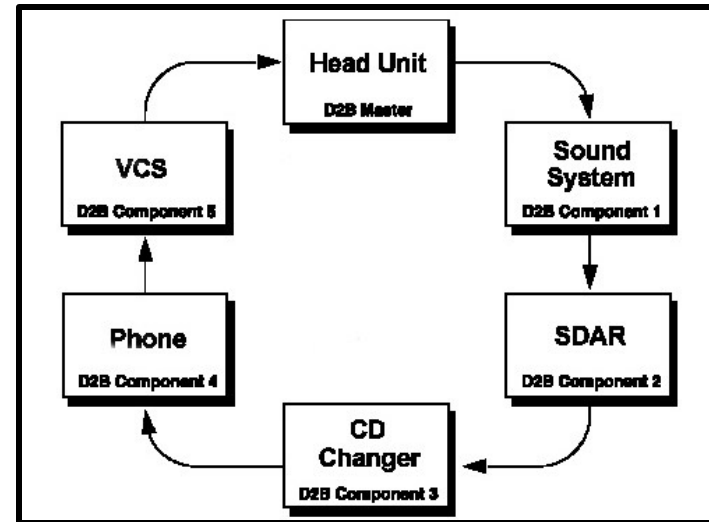 Head Unit
D2B Master
Sound
System
D2B Component 1
SDAR
D2B Component 2
CD
Changer
D2B Component 3
Phone
D2B Component 4
VCS
D2B Component 5